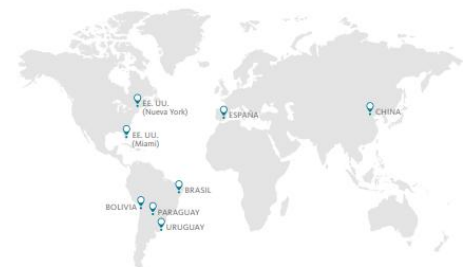 EE. UU.
(Nueva York)
ESPAÑA
CHINA
EE. UU.
(Miami)
BRASIL
BOLIVIA
PARAGUAY
URUGUAY